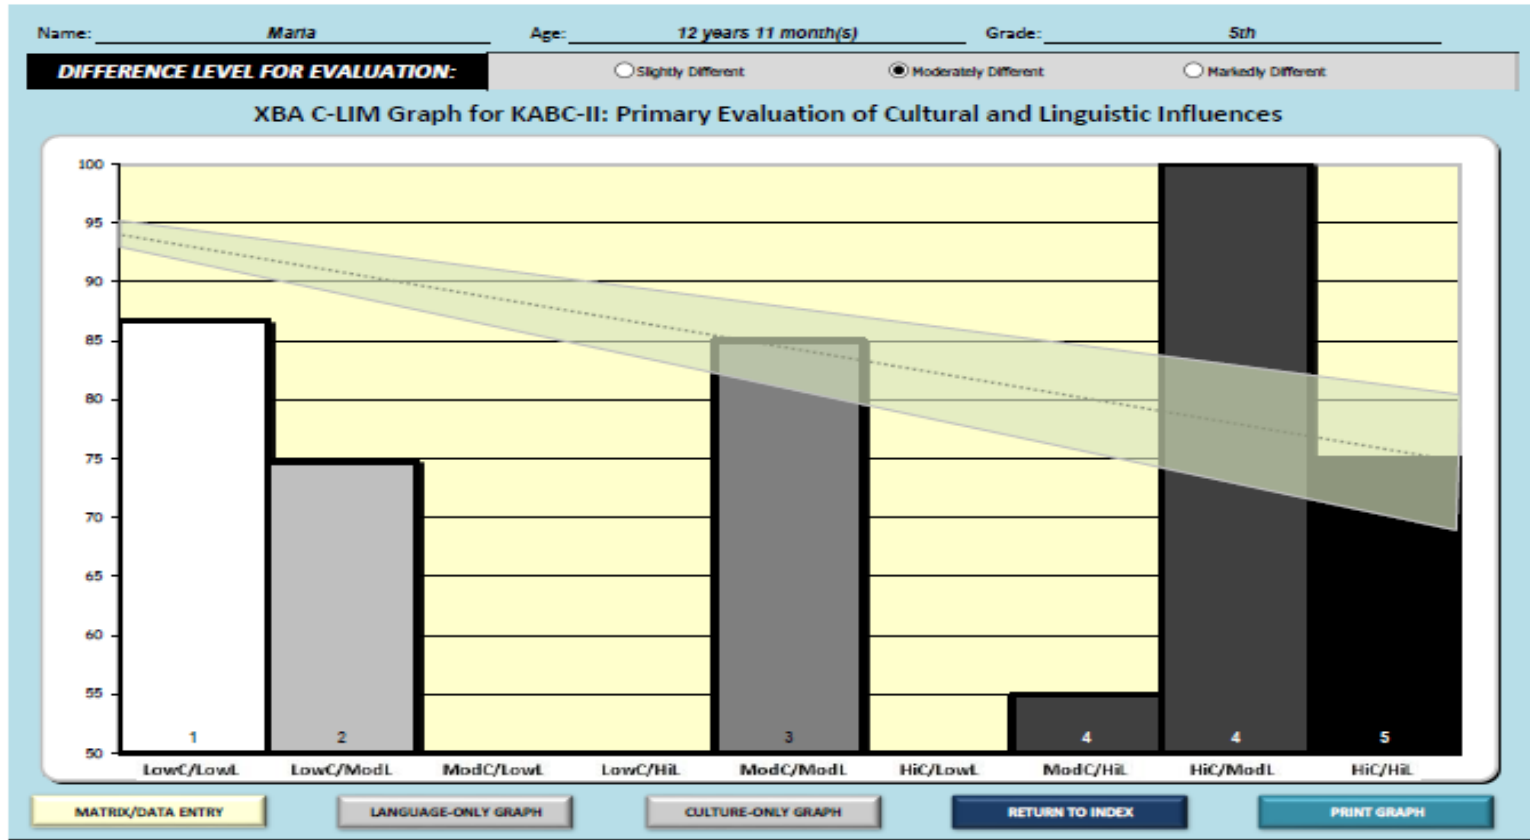 Name: Maria Age: 12 years 11 month(s) Grade: 5th
DIFFERENCE LEVEL FOR EVALUATION: Slightly Different Moderately Different Markedly Different
XBA C-LIM Graph for KABC-II: Primary Evaluation of Cultural and Linguistic Influences
100
95
90
85
80
75
70
65
60
55
50
1 2 3 4 4 5
LowC/LowL LowC/ModL ModC/LowL LowC/HiL ModC/ModL HiC/LowL ModC/HiL HiC/ModL HiC/HiL
MATRIX/DATA ENTRY LANGUAGE-ONLY GRAPH CULTURE-ONLY GRAPH RETURN TO INDEX PRINT GRAPH